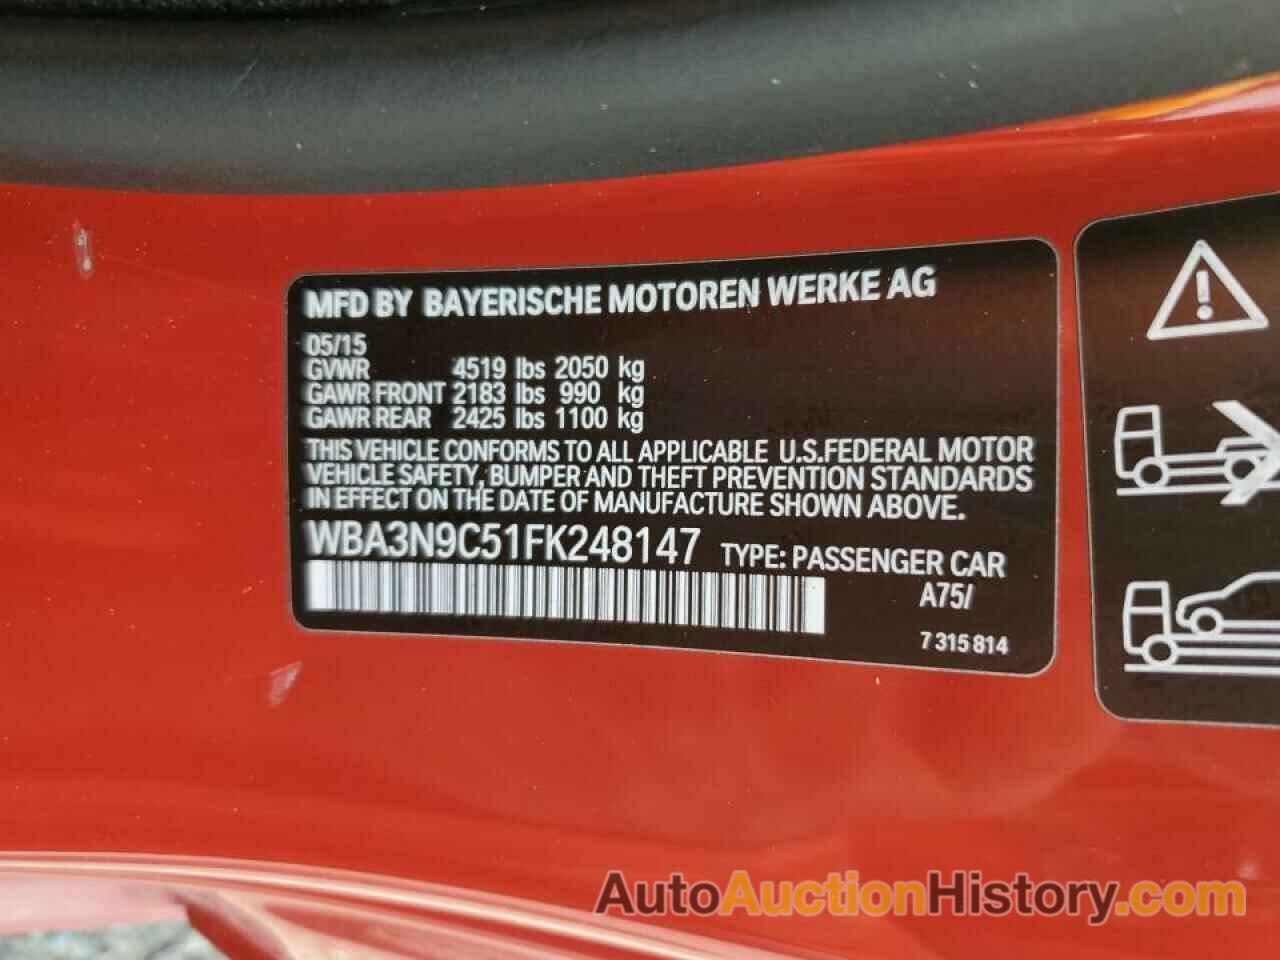 MFD BY BAYERISCHE MOTOREN WERKE AG
05/15
GVWR 4519 lbs 2050 kg
GAWR FRONT 2183 lbs 990 kg
GAWR REAR 2425 lbs 1100 kg
THIS VEHICLE CONFORMS TO ALL APPLICABLE U.S.FEDERAL MOTOR
VEHICLE SAFETY, BUMPER AND THEFT PREVENTION STANDARDS
IN EFFECT ON THE DATE OF MANUFACTURE SHOWN ABOVE.
WBA3N9C51FK248147 TYPE: PASSENGER CAR
A75/
7 315 814
AutoAuctionHistory.com